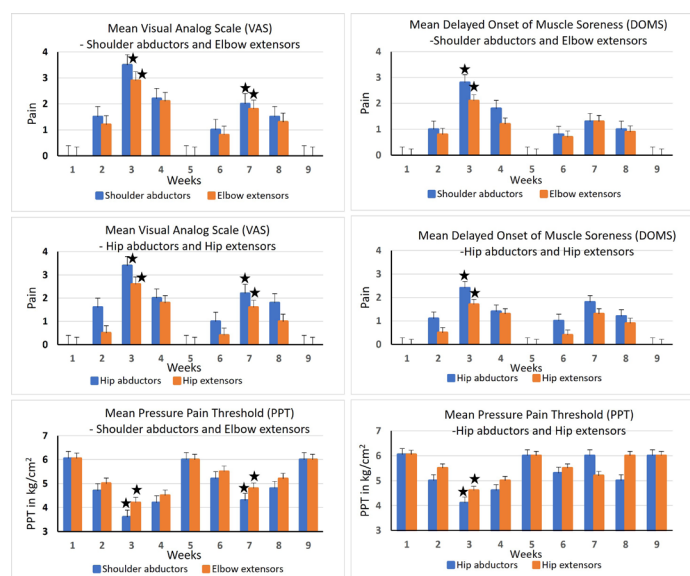 Mean Visual Analog Scale (VAS)
- Shoulder abductors and Elbow extensors
4
3
2
1
0
Pain
1 2 3 4 5 6 7 8 9
Weeks
Shoulder abductors Elbow extensors
Mean Delayed Onset of Muscle Soreness (DOMS)
-Shoulder abductors and Elbow extensors
4
3
2
1
0
Pain
1 2 3 4 5 6 7 8 9
Weeks
Shoulder abductors Elbow extensors
Mean Visual Analog Scale (VAS)
- Hip abductors and Hip extensors
4
3
2
1
0
Pain
1 2 3 4 5 6 7 8 9
Weeks
Hip abductors Hip extensors
Mean Delayed Onset of Muscle Soreness (DOMS)
-Hip abductors and Hip extensors
4
3
2
1
0
Pain
1 2 3 4 5 6 7 8 9
Weeks
Hip abductors Hip extensors
Mean Pressure Pain Threshold (PPT)
- Shoulder abductors and Elbow extensors
7
6
5
4
3
PPT in kg/cm²
1 2 3 4 5 6 7 8 9
Weeks
Shoulder abductors Elbow extensors
Mean Pressure Pain Threshold (PPT)
-Hip abductors and Hip extensors
7
6
5
4
3
PPT in kg/cm²
1 2 3 4 5 6 7 8 9
Weeks
Hip abductors Hip extensors